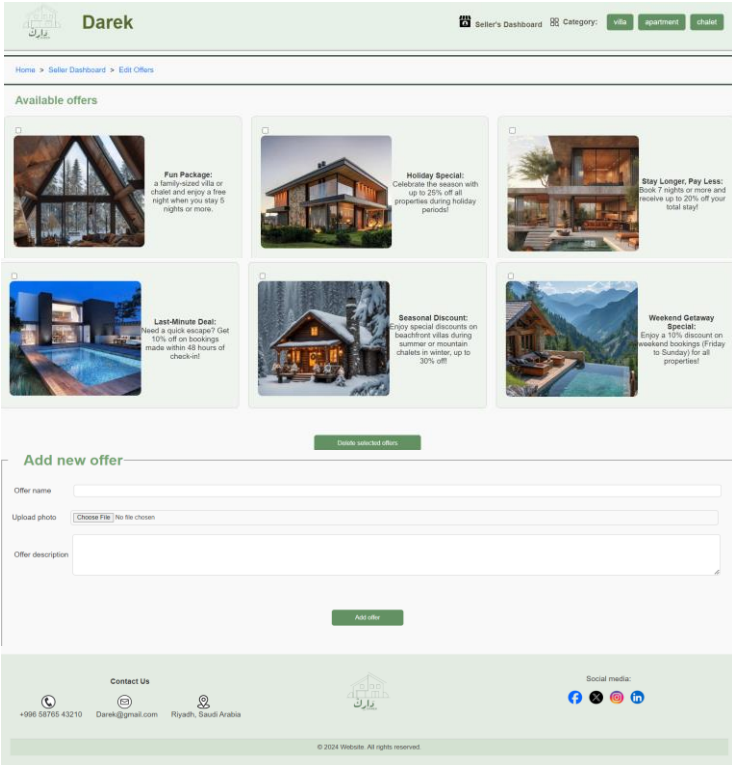 دارك
Darek
Seller's Dashboard
Category:
villa
apartment
chalet
Home > Seller Dashboard > Edit Offers
Available offers
Fun Package:
a family-sized villa or
chalet and enjoy a free
night when you stay 5
nights or more.
Holiday Special:
Celebrate the season with
up to 25% off all
properties during holiday
periods!
Stay Longer, Pay Less:
Book 7 nights or more and
receive up to 20% off your
total stay!
Last-Minute Deal:
Need a quick escape? Get
10% off on bookings
made within 48 hours of
check-in!
Seasonal Discount:
Enjoy special discounts on
beachfront villas during
summer or mountain
chalets in winter, up to
30% off!
Weekend Getaway
Special:
Enjoy a 10% discount on
weekend bookings (Friday
to Sunday) for all
properties!
Delete selected offers
Add new offer
Offer name
Upload photo
Choose File No file chosen
Offer description
Add offer
Contact Us
+996 58765 43210
Darek@gmail.com
Riyadh, Saudi Arabia
دارك
Social media:
© 2024 Website. All rights reserved.